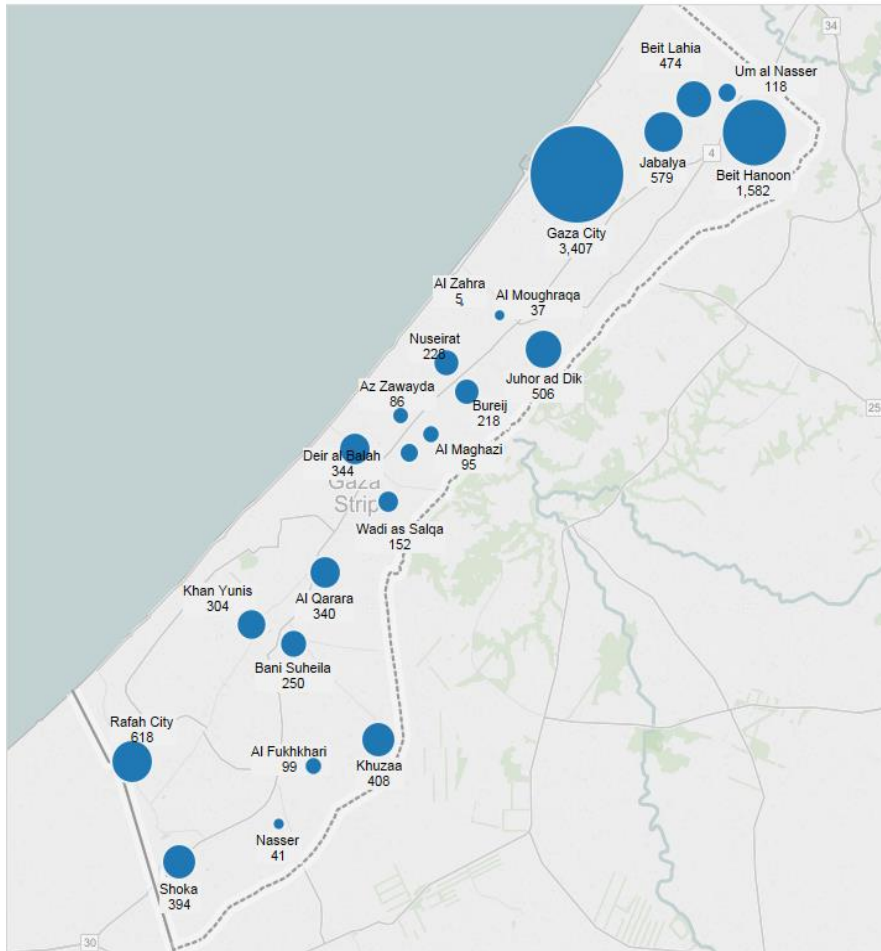 34
Beit Lahia
474
Um al Nasser
118
4
Jabalya
579
Beit Hanoon
1,582
Gaza City
3,407
Al Zahra
5
Al Moughraqa
37
Nuseirat
228
Juhor ad Dik
506
Az Zawayda
86
Bureij
218
25
Deir al Balah
344
Al Maghazi
95
Gaza
Strip
Wadi as Salqa
152
Khan Yunis
304
Al Qarara
340
Bani Suheila
250
Rafah City
618
Al Fukhkhari
99
Khuzaa
408
Nasser
41
Shoka
394
30